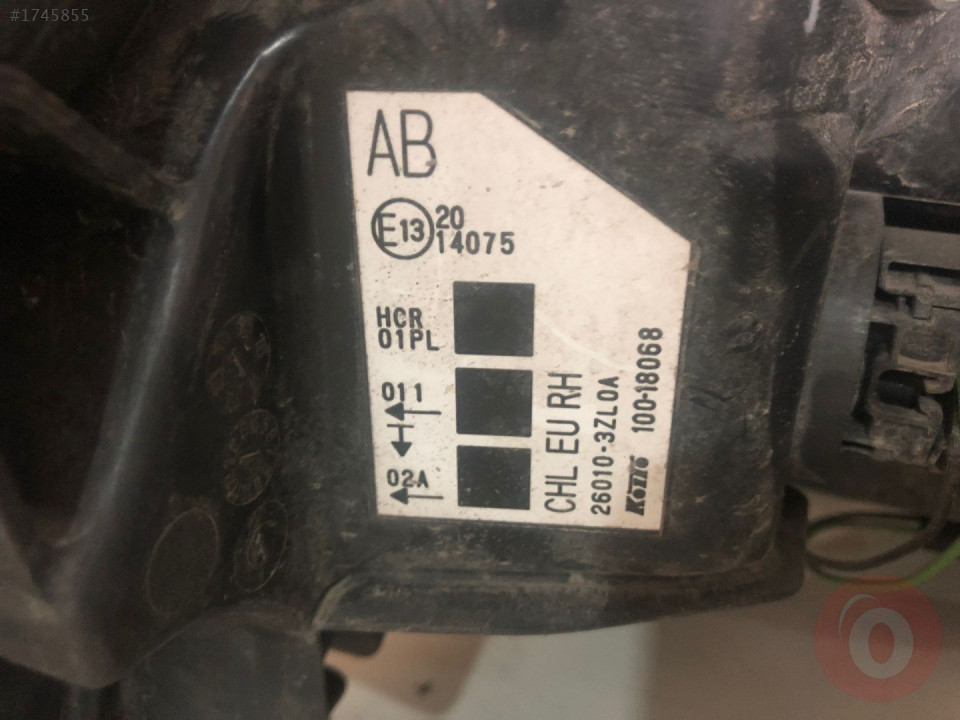 #1745855
AB
E13
20
14075
HCR
01PL
011
02A
CHL EU RH
26010-3ZL0A
KOITO 100-18068